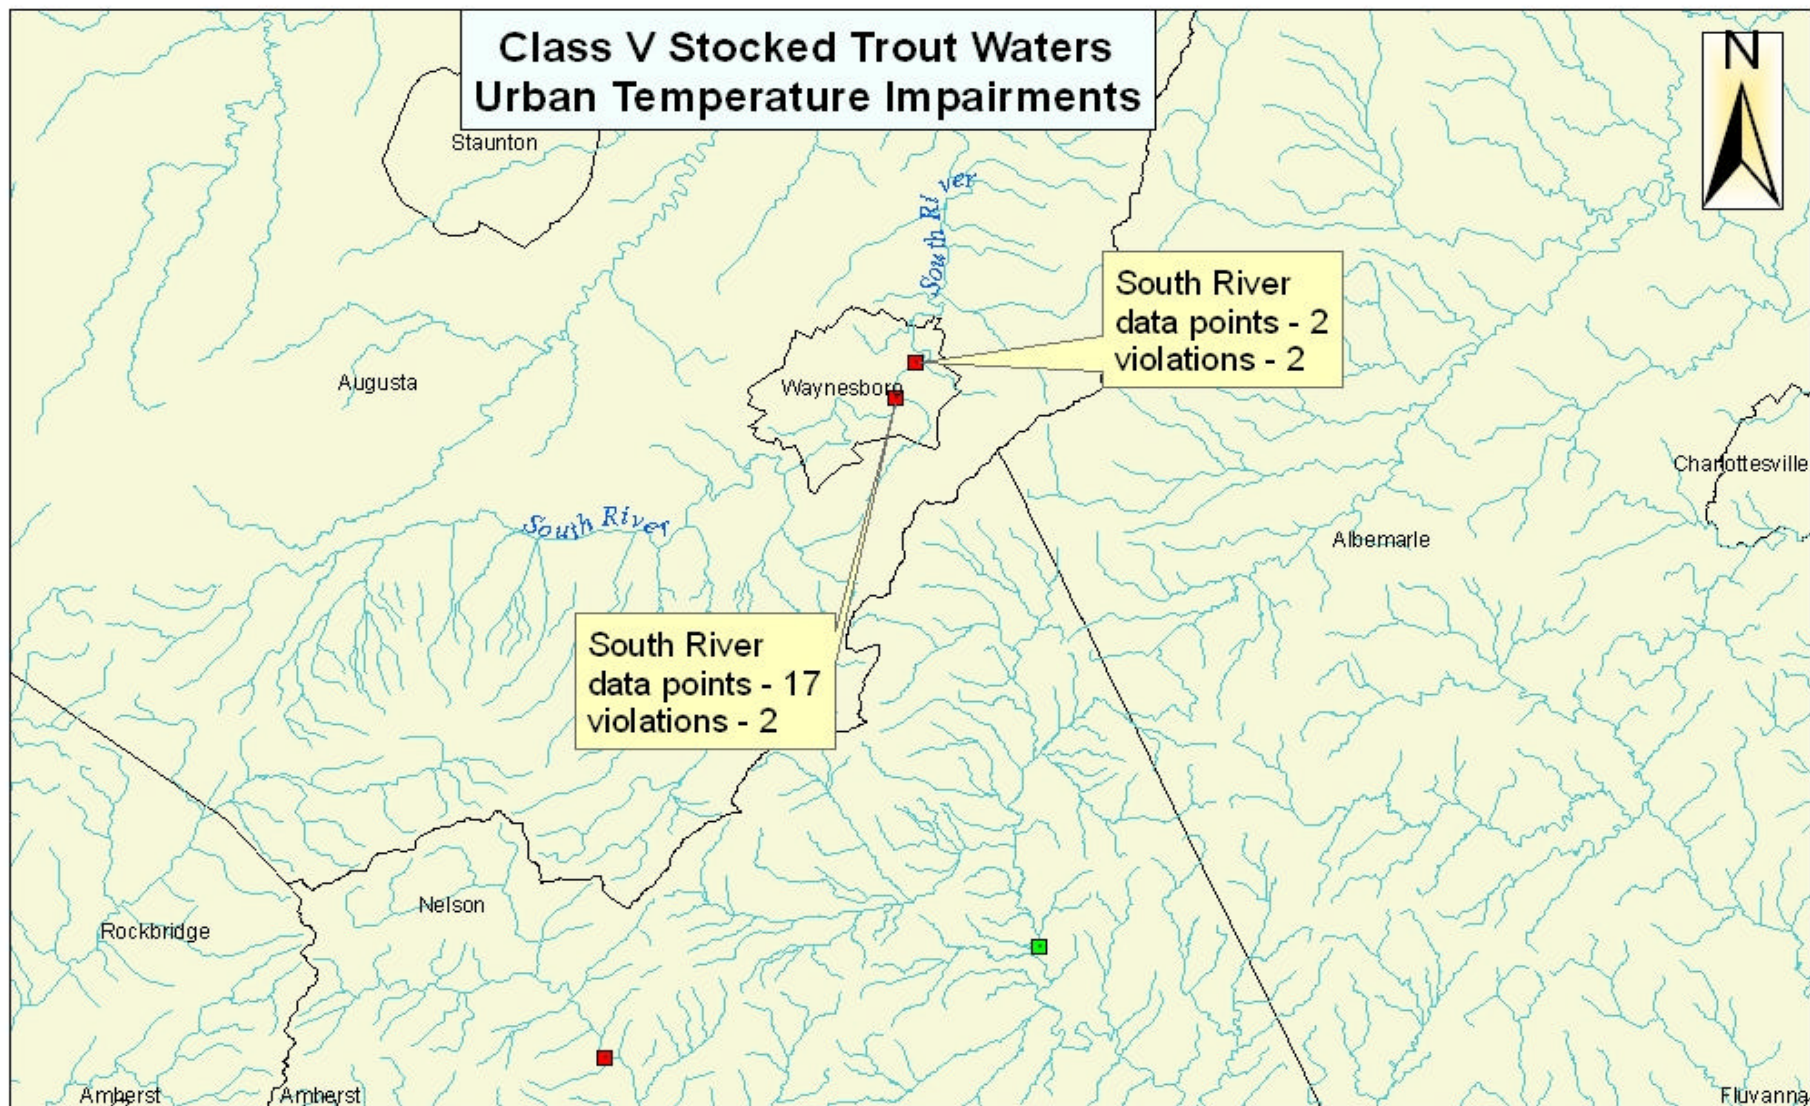 Class V Stocked Trout Waters
Urban Temperature Impairments
N
Staunton
South River
South River
data points - 2
violations - 2
Augusta
Waynesboro
Charlottesville
South River
Albemarle
South River
data points - 17
violations - 2
Nelson
Rockbridge
Amherst
Amherst
Fluvanna